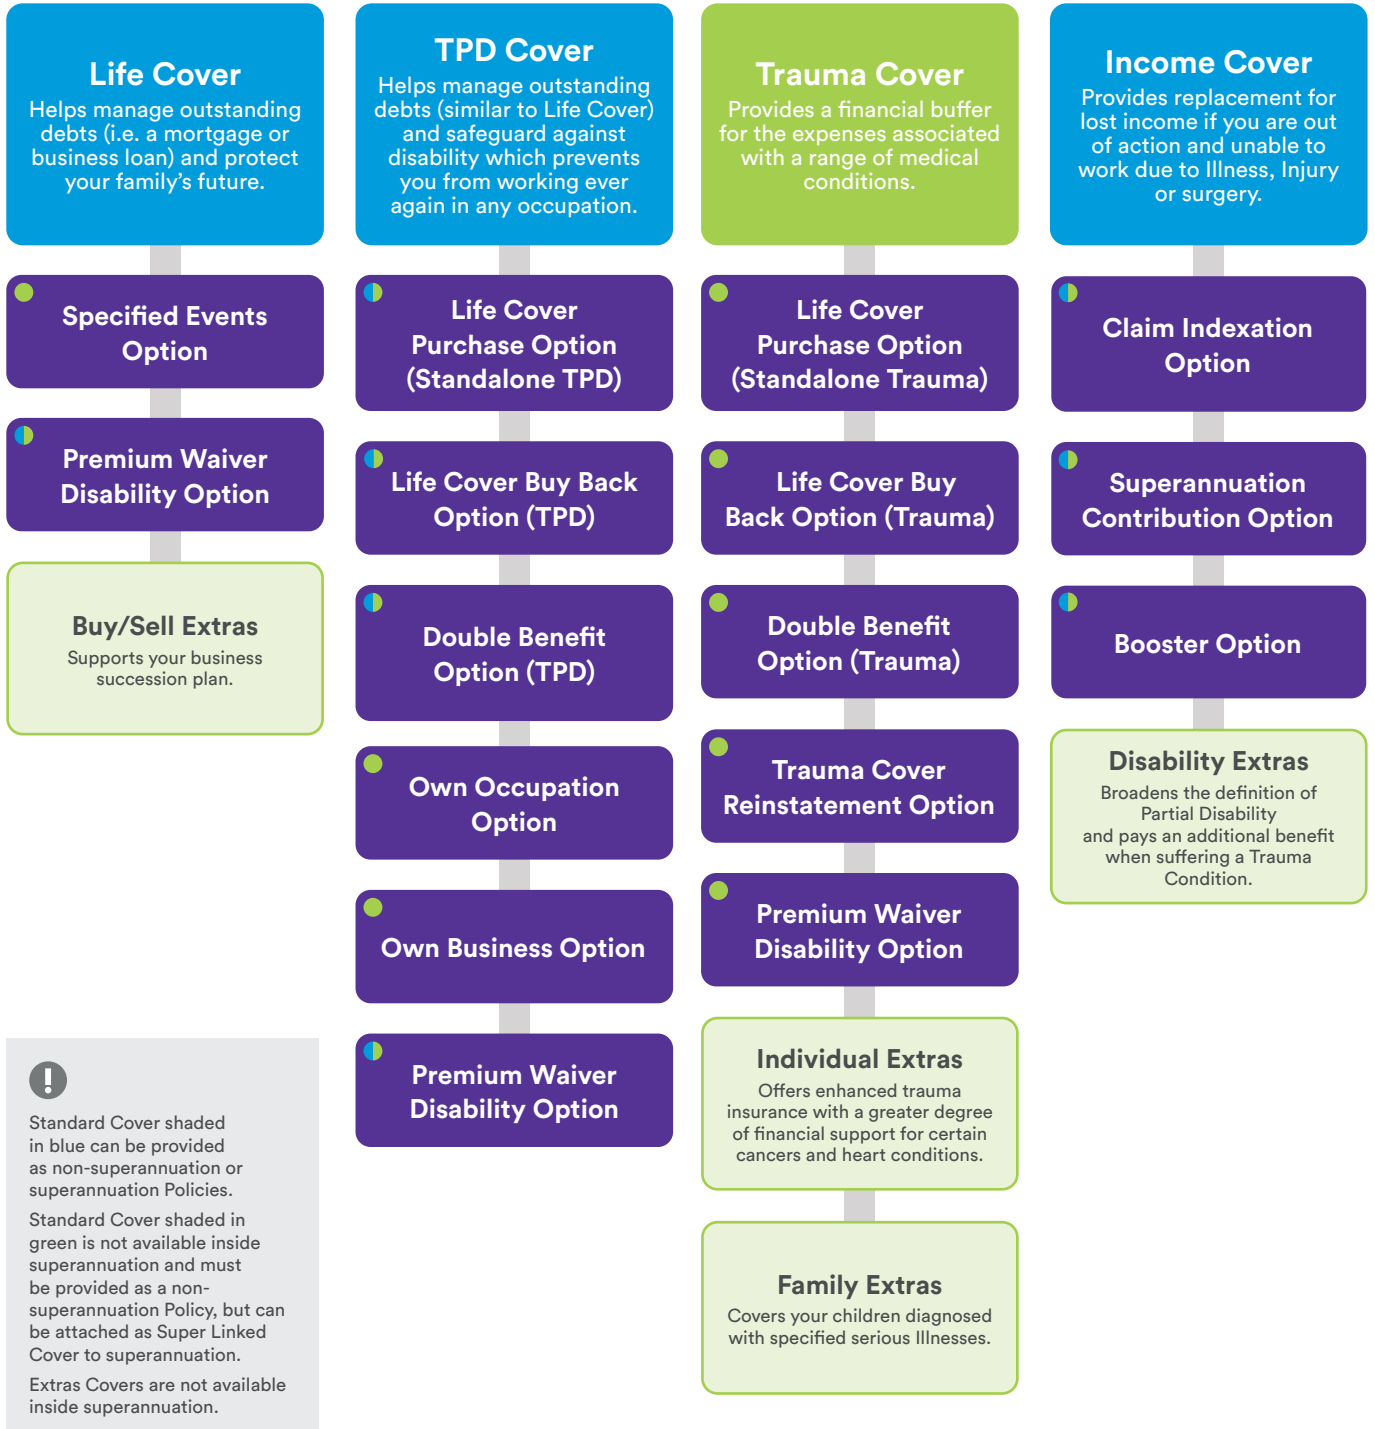 Life Cover
Helps manage outstanding
debts (i.e. a mortgage or
business loan) and protect
your family’s future.
Specified Events
Option
Premium Waiver
Disability Option
Buy/Sell Extras
Supports your business
succession plan.
TPD Cover
Helps manage outstanding
debts (similar to Life Cover)
and safeguard against
disability which prevents
you from working ever
again in any occupation.
Life Cover
Purchase Option
(Standalone TPD)
Life Cover Buy Back
Option (TPD)
Double Benefit
Option (TPD)
Own Occupation
Option
Own Business Option
Premium Waiver
Disability Option
Trauma Cover
Provides a financial buffer
for the expenses associated
with a range of medical
conditions.
Life Cover
Purchase Option
(Standalone Trauma)
Life Cover Buy
Back Option (Trauma)
Double Benefit
Option (Trauma)
Trauma Cover
Reinstatement Option
Premium Waiver
Disability Option
Individual Extras
Offers enhanced trauma
insurance with a greater degree
of financial support for certain
cancers and heart conditions.
Family Extras
Covers your children diagnosed
with specified serious Illnesses.
Income Cover
Provides replacement for
lost income if you are out
of action and unable to
work due to Illness, Injury
or surgery.
Claim Indexation
Option
Superannuation
Contribution Option
Booster Option
Disability Extras
Broadens the definition of
Partial Disability
and pays an additional benefit
when suffering a Trauma
Condition.
!
Standard Cover shaded
in blue can be provided
as non-superannuation or
superannuation Policies.
Standard Cover shaded in
green is not available inside
superannuation and must
be provided as a non-
superannuation Policy, but can
be attached as Super Linked
Cover to superannuation.
Extras Covers are not available
inside superannuation.